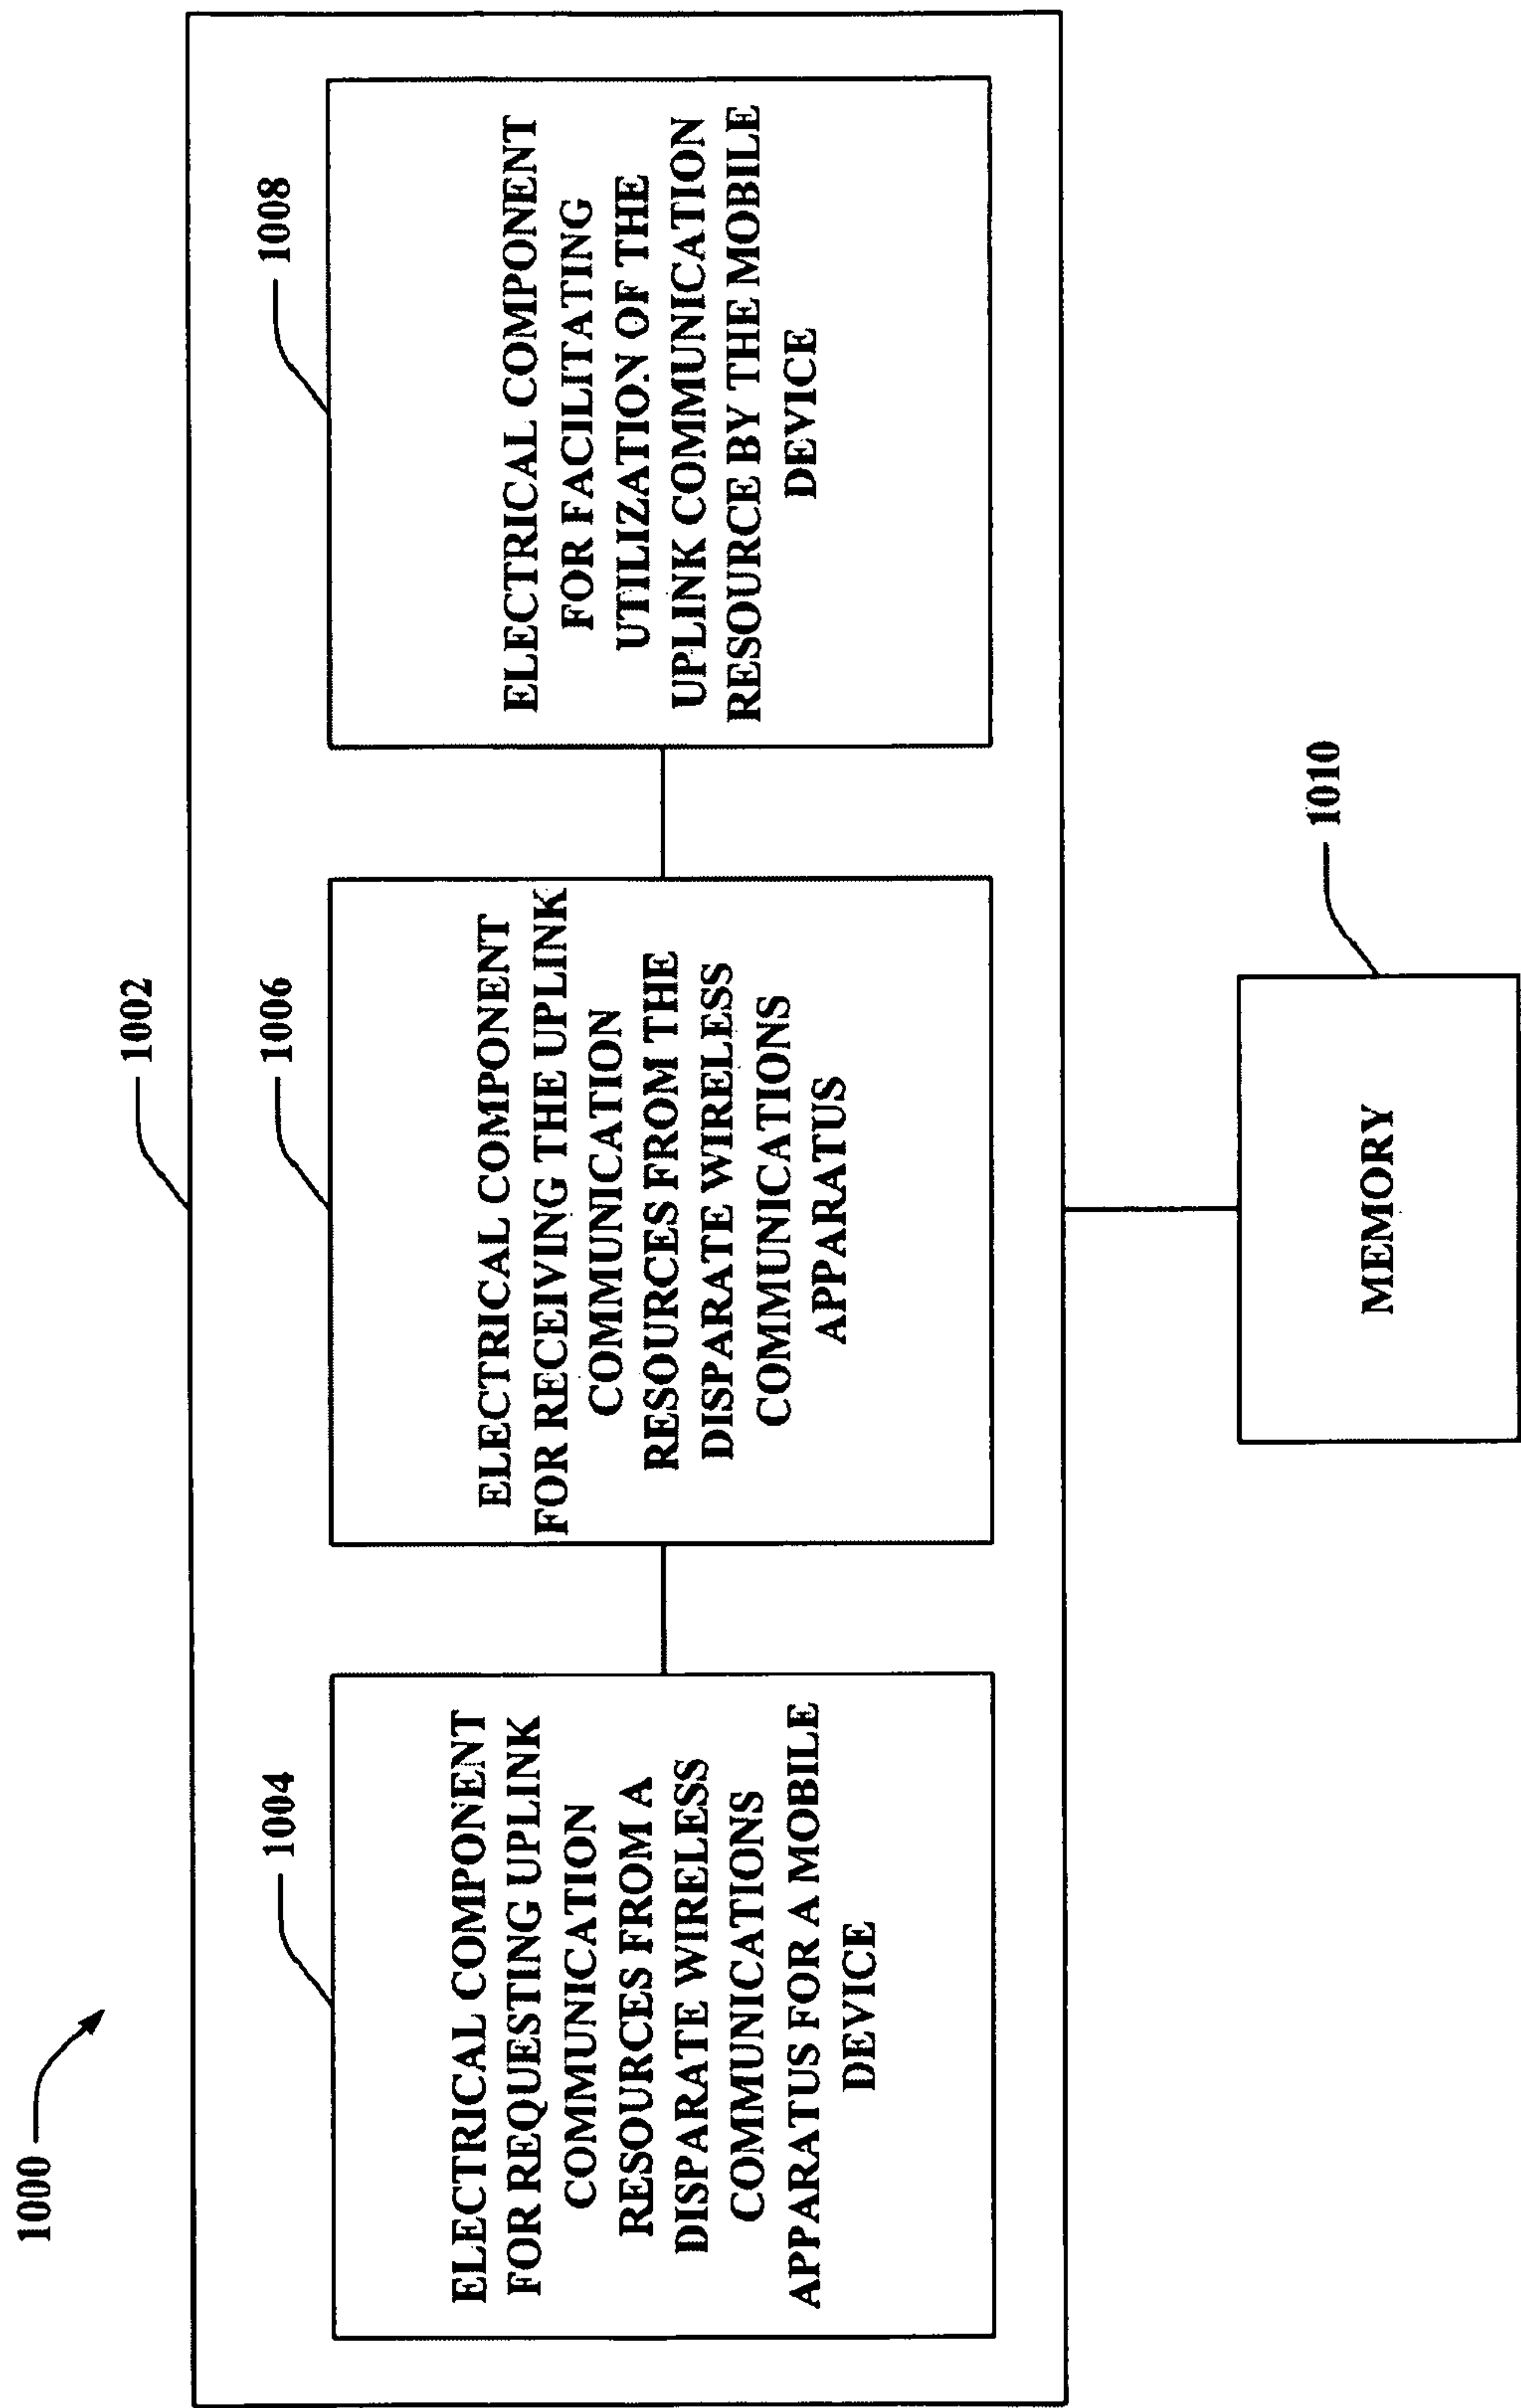 1000
1002
1004
ELECTRICAL COMPONENT
FOR REQUESTING UPLINK
COMMUNICATION
RESOURCES FROM A
DISPARATE WIRELESS
COMMUNICATIONS
APPARATUS FOR A MOBILE
DEVICE
1006
ELECTRICAL COMPONENT
FOR RECEIVING THE UPLINK
COMMUNICATION
RESOURCES FROM THE
DISPARATE WIRELESS
COMMUNICATIONS
APPARATUS
1008
ELECTRICAL COMPONENT
FOR FACILITATING
UTILIZATION OF THE
UPLINK COMMUNICATION
RESOURCE BY THE MOBILE
DEVICE
1010
MEMORY